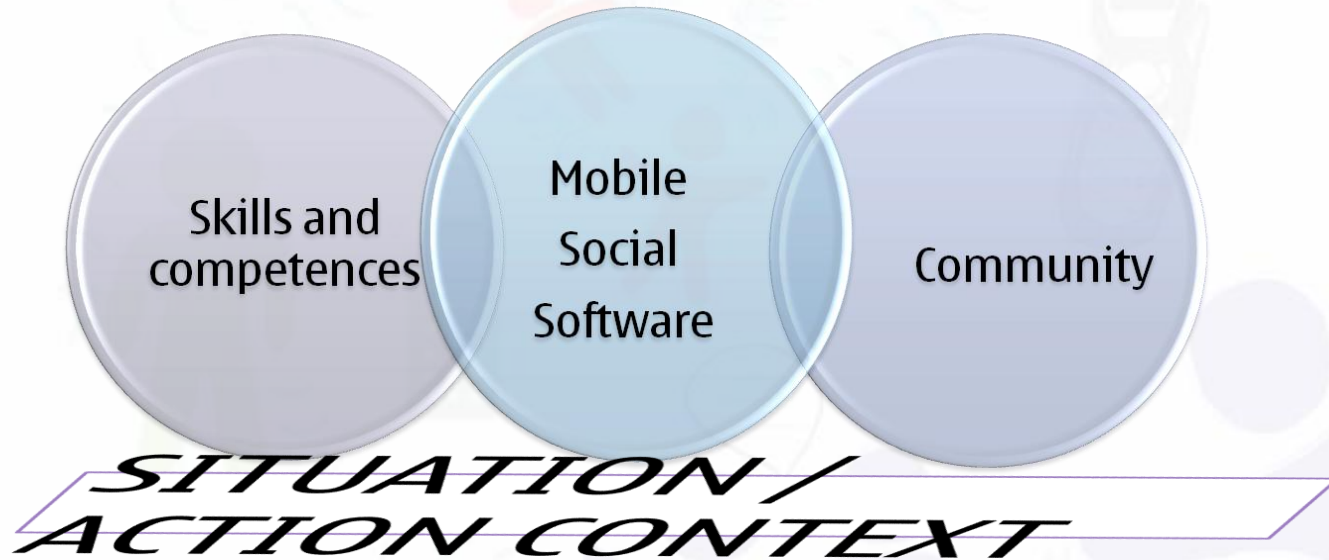 Skills and
competences
Mobile
Social
Software
Community
SITUATION /
ACTION CONTEXT